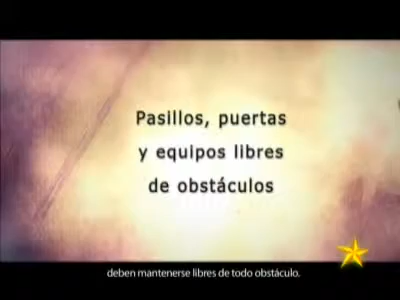 Pasillos, puertas
y equipos libres
de obstáculos
deben mantenerse libres de todo obstáculo.